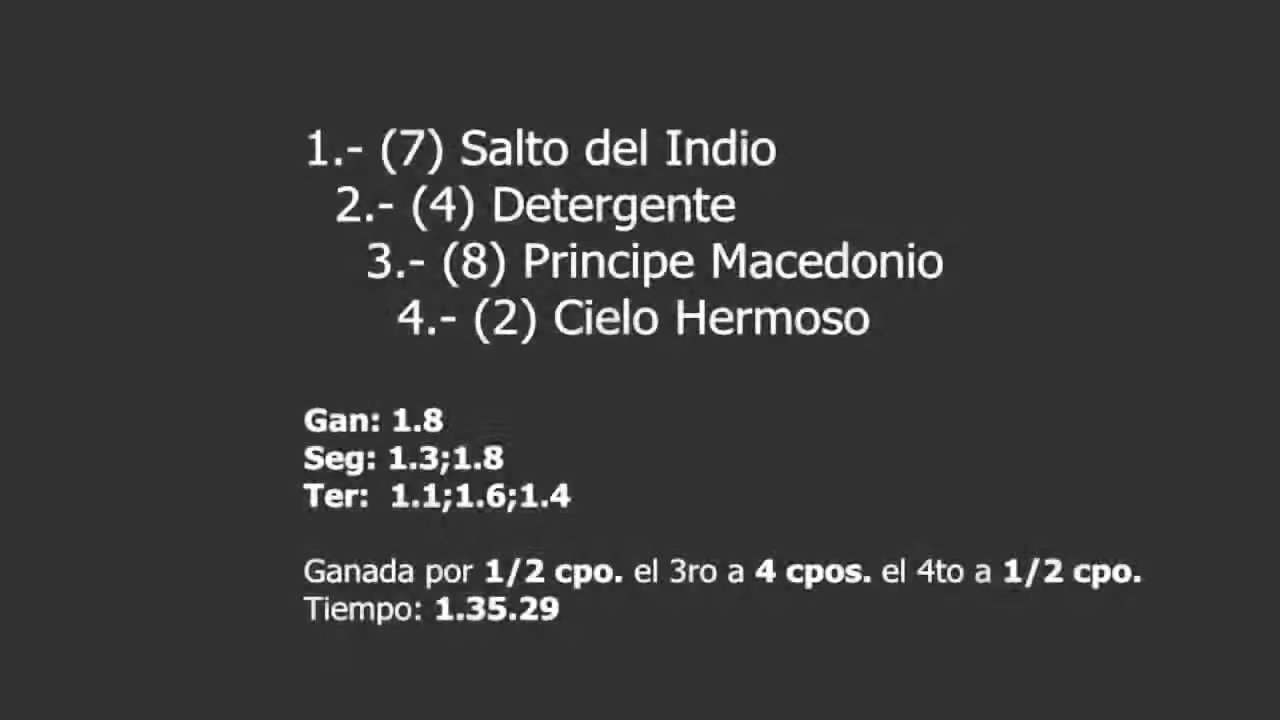 1.- (7) Salto del Indio
2.- (4) Detergente
3.- (8) Principe Macedonio
4.- (2) Cielo Hermoso
Gan: 1.8
Seg: 1.3;1.8
Ter: 1.1;1.6;1.4
Ganada por 1/2 cpo. el 3ro a 4 cpos. el 4to a 1/2 cpo.
Tiempo: 1.35.29